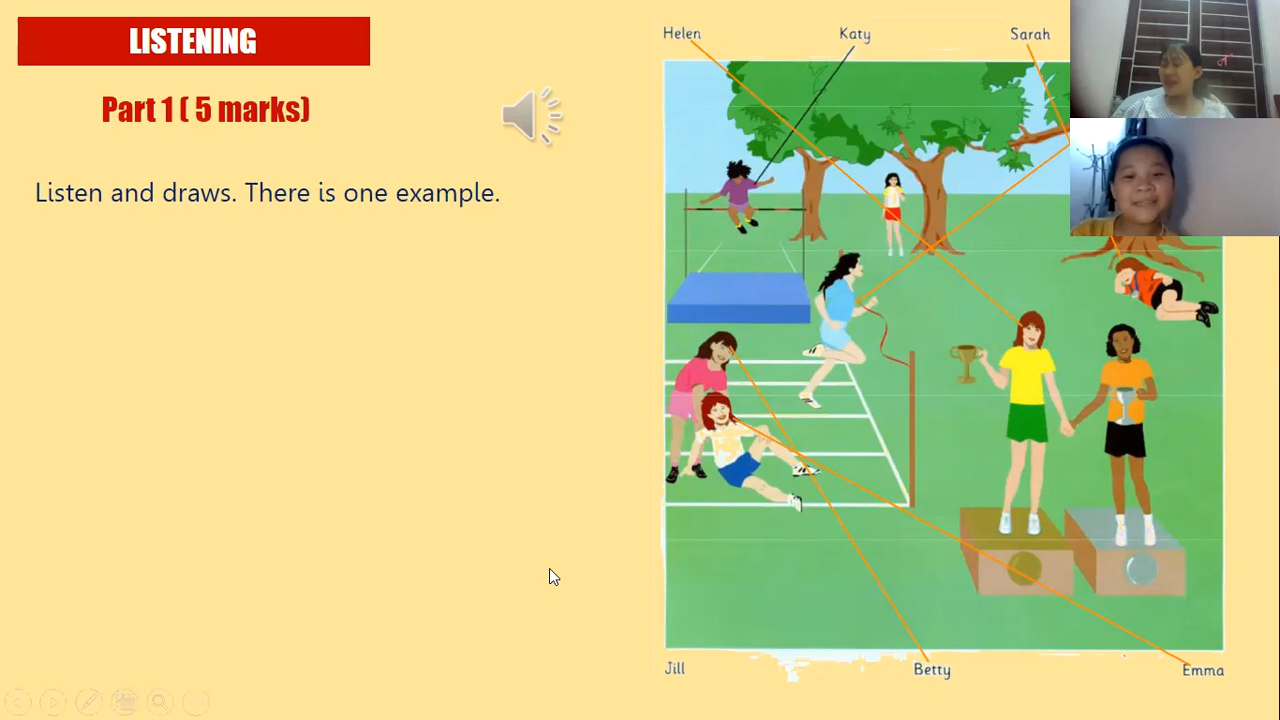 LISTENING
Part 1 ( 5 marks)
Listen and draws. There is one example.
Helen Katy Sarah
Jill Betty Emma